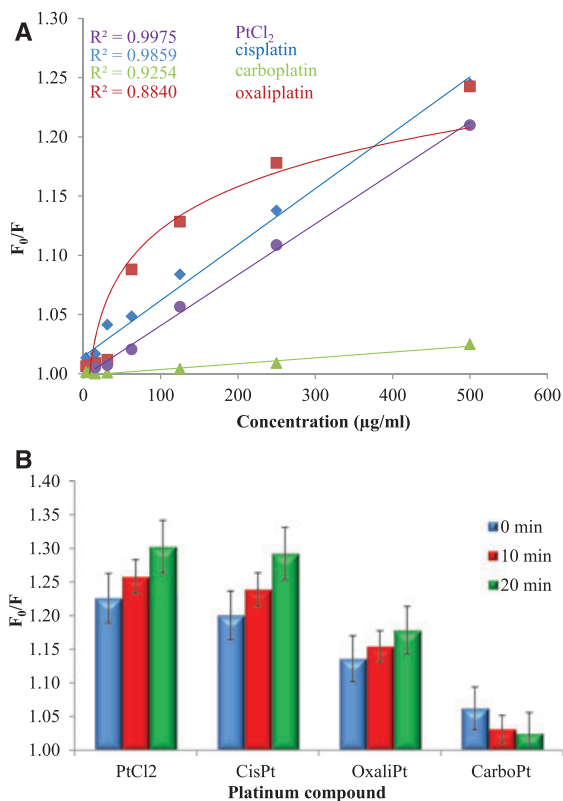 A
R² = 0.9975 PtCl₂
R² = 0.9859 cisplatin
R² = 0.9254 carboplatin
R² = 0.8840 oxaliplatin
1.30
1.25
1.20
1.15
1.10
1.05
1.00
F₀/F
0 100 200 300 400 500 600
Concentration (µg/ml)
B
1.40
1.35
1.30
1.25
1.20
1.15
1.10
1.05
1.00
F₀/F
0 min
10 min
20 min
PtCl2 CisPt OxaliPt CarboPt
Platinum compound